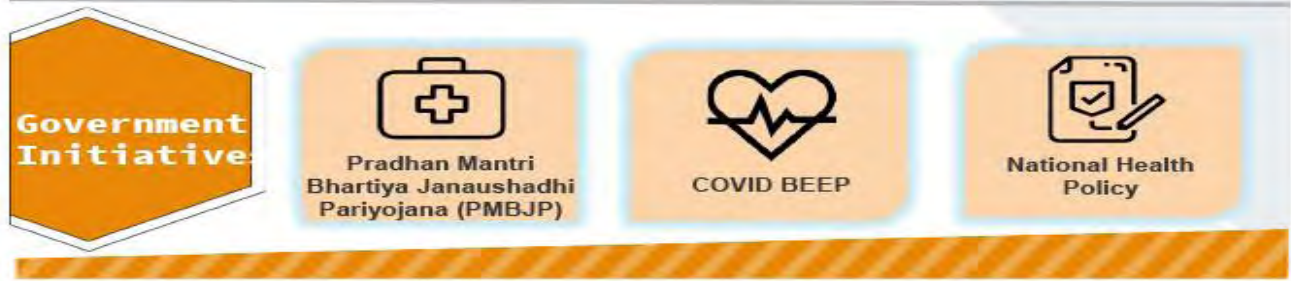 Government
Initiatives
Pradhan Mantri
Bhartiya Janaushadhi
Pariyojana (PMBJP)
COVID BEEP
National Health
Policy